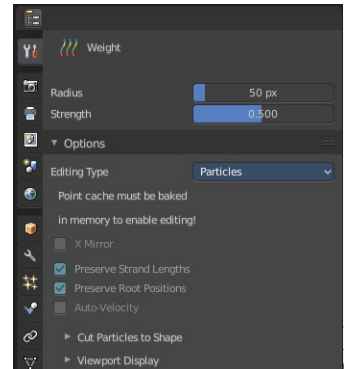 Weight
Radius 50 px
Strength 0.500
Options
Editing Type Particles
Point cache must be baked
in memory to enable editing!
X Mirror
Preserve Strand Lengths
Preserve Root Positions
Auto-Velocity
Cut Particles to Shape
Viewport Display